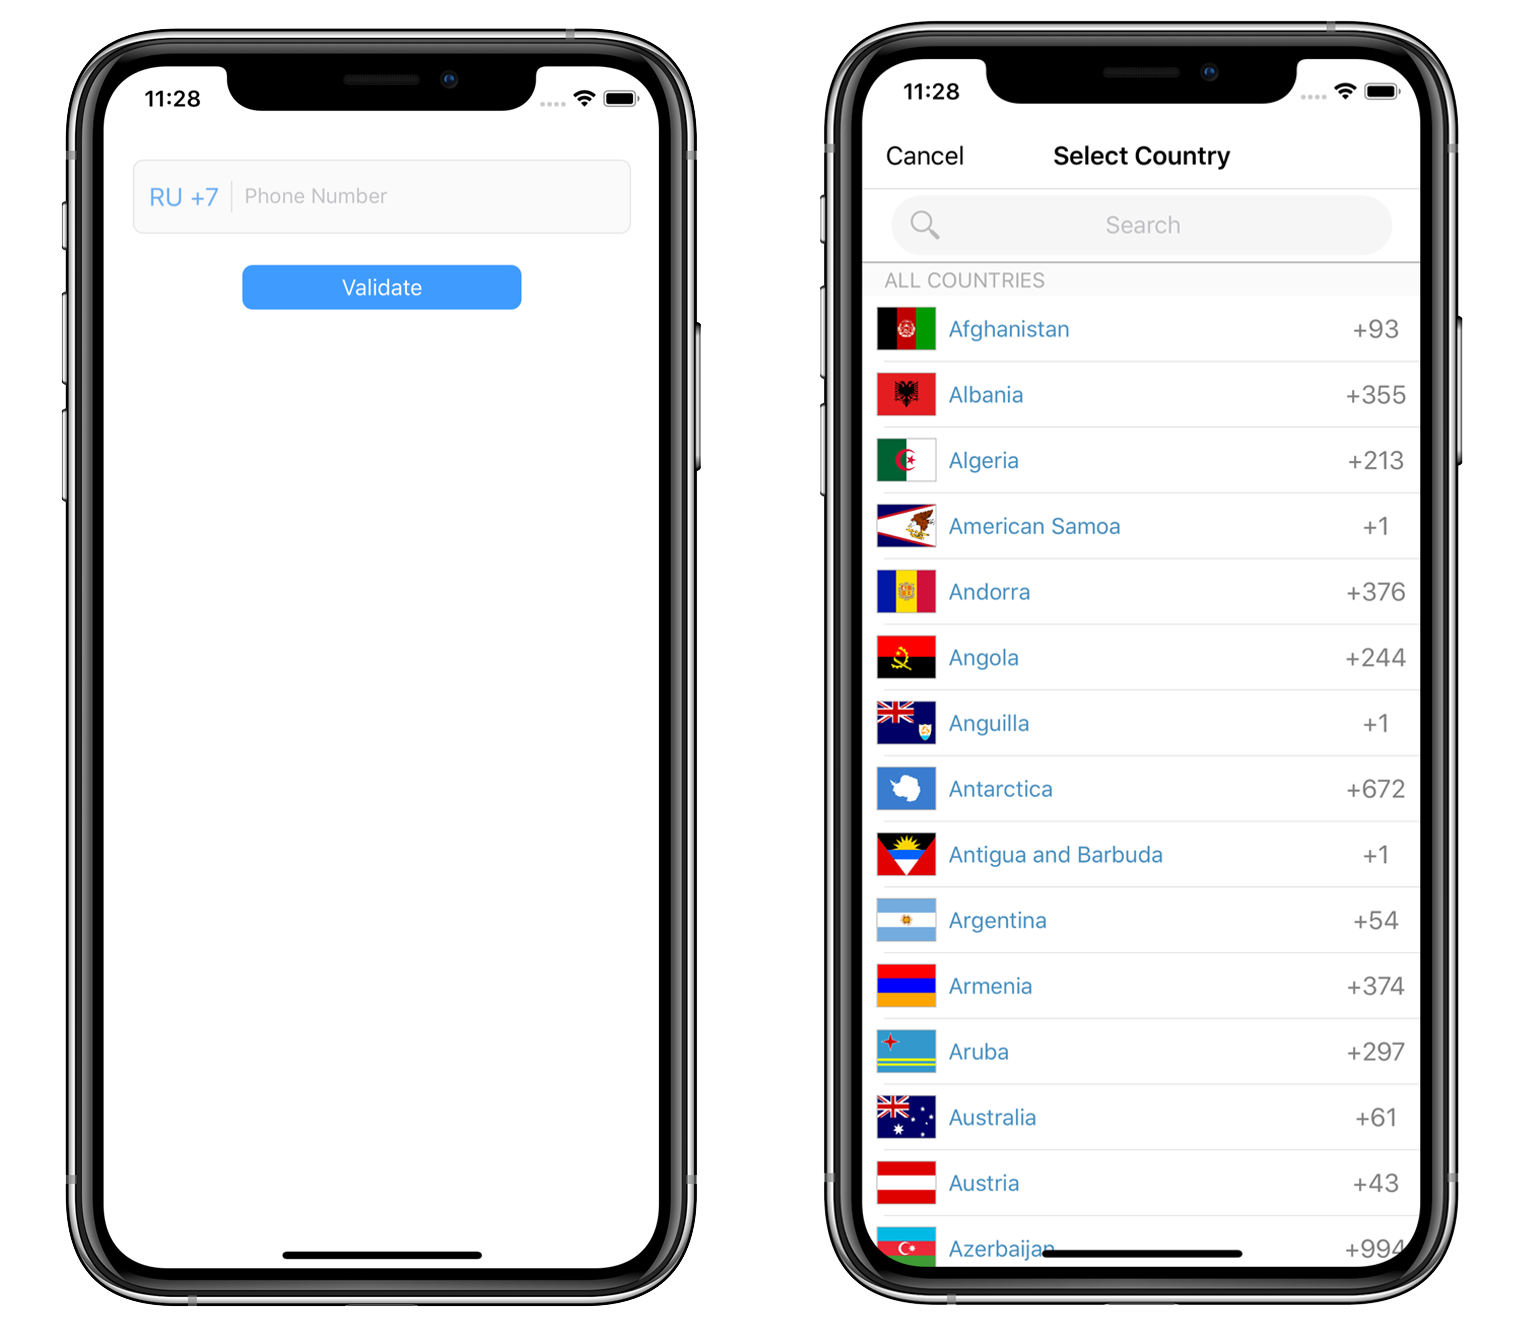 11:28
RU +7 Phone Number
Validate
11:28
Cancel Select Country
Search
ALL COUNTRIES
Afghanistan +93
Albania +355
Algeria +213
American Samoa +1
Andorra +376
Angola +244
Anguilla +1
Antarctica +672
Antigua and Barbuda +1
Argentina +54
Armenia +374
Aruba +297
Australia +61
Austria +43
Azerbaijan +994